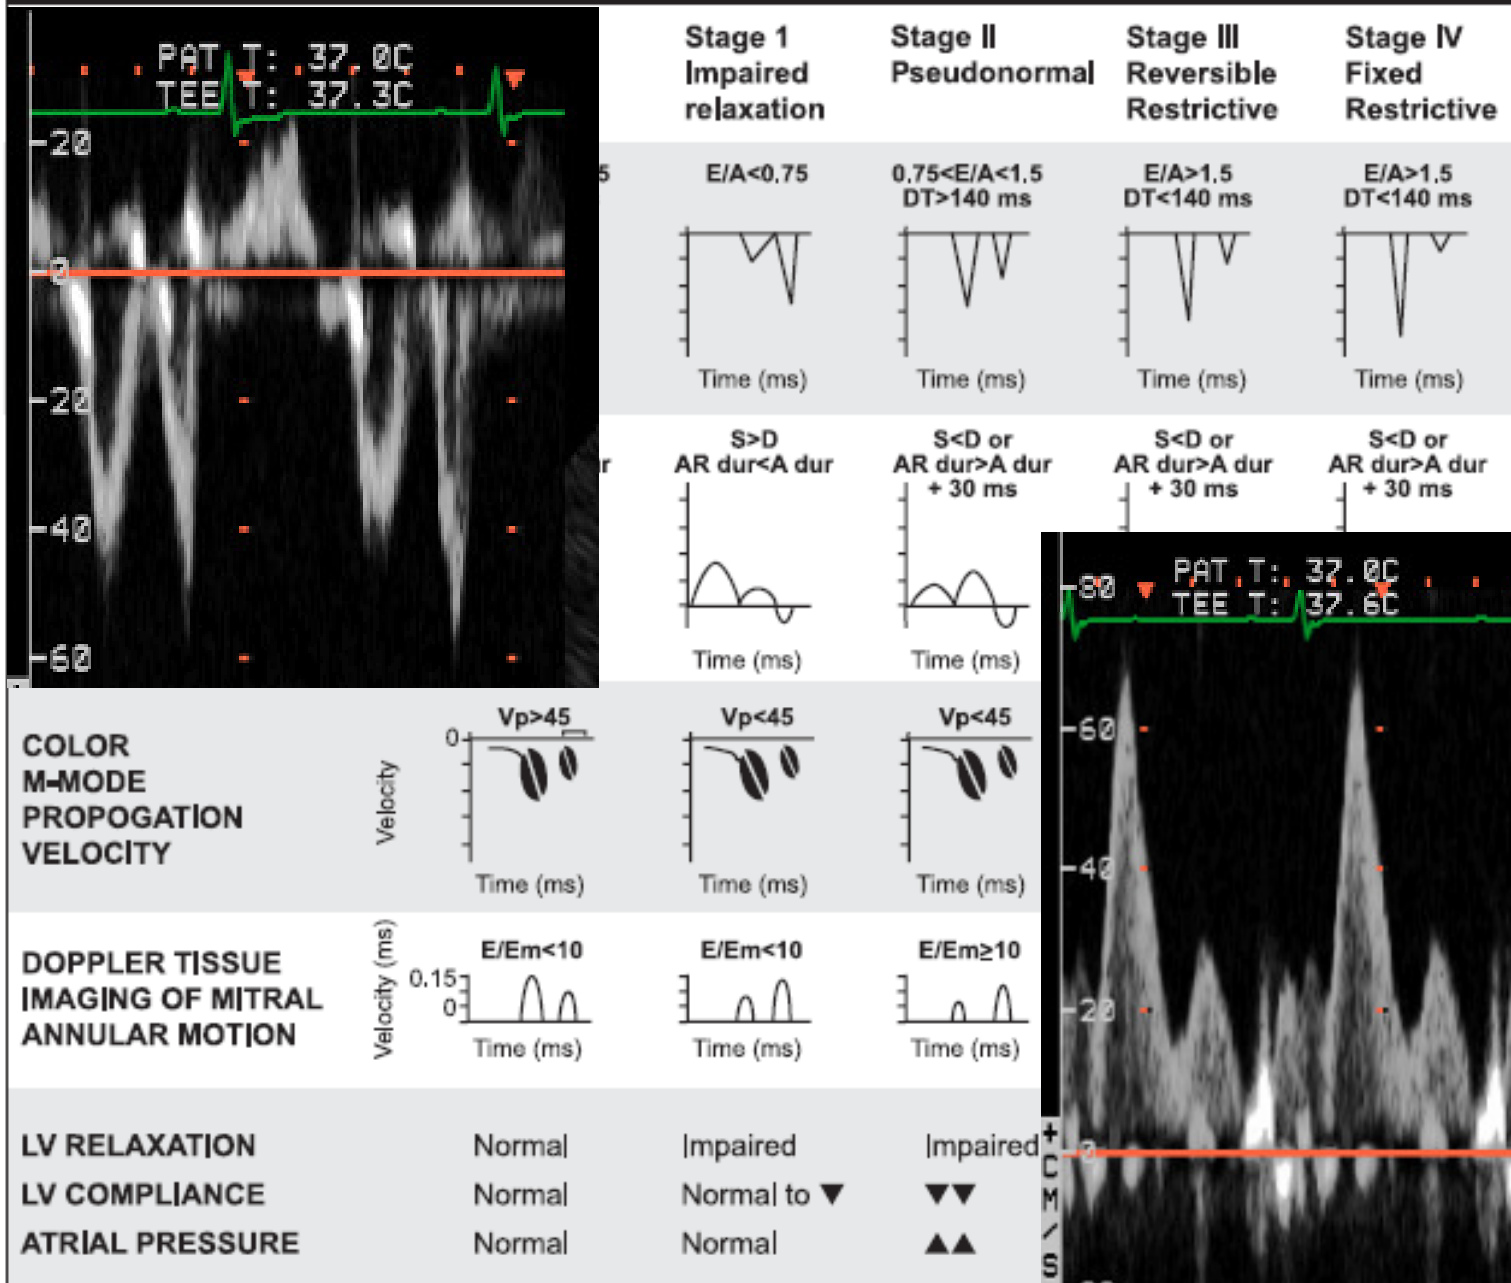 PAT T: 37.0C
TEE T: 37.3C
-20
0
-20
-40
-60
Stage 1
Impaired
relaxation
Stage II
Pseudonormal
Stage III
Reversible
Restrictive
Stage IV
Fixed
Restrictive
5
E/A<0.75
0.75<E/A<1.5
DT>140 ms
E/A>1.5
DT<140 ms
E/A>1.5
DT<140 ms
Time (ms)
Time (ms)
Time (ms)
Time (ms)
ur
S>D
AR dur<A dur
S<D or
AR dur>A dur
+ 30 ms
S<D or
AR dur>A dur
+ 30 ms
S<D or
AR dur>A dur
+ 30 ms
Time (ms)
Time (ms)
PAT T: 37.0C
TEE T: 37.6C
-80
-60
-40
-20
0
+
C
M
/
S
COLOR
M-MODE
PROPOGATION
VELOCITY
Velocity
0
Vp>45
Vp<45
Vp<45
Time (ms)
Time (ms)
Time (ms)
DOPPLER TISSUE
IMAGING OF MITRAL
ANNULAR MOTION
Velocity (ms)
0.15
0
E/Em<10
E/Em<10
E/Em≥10
Time (ms)
Time (ms)
Time (ms)
LV RELAXATION Normal Impaired Impaired
LV COMPLIANCE Normal Normal to ▼ ▼▼
ATRIAL PRESSURE Normal Normal ▲▲